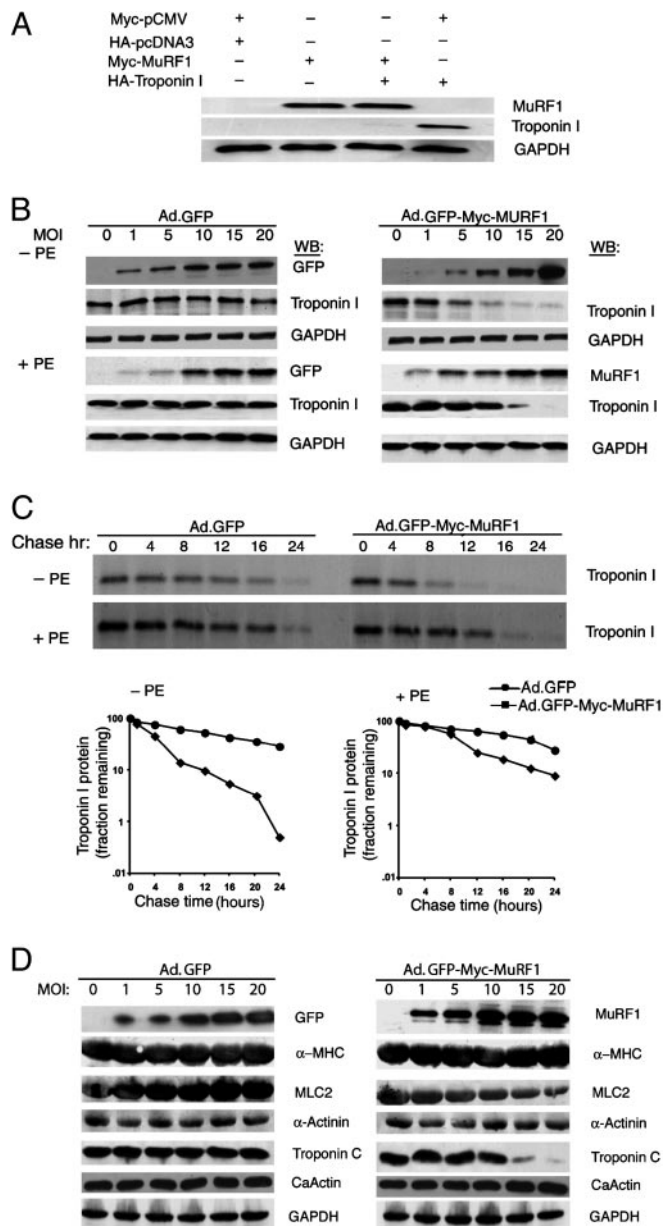 A
Myc-pCMV + − − +
HA-pcDNA3 + − − −
Myc-MuRF1 − + + −
HA-Troponin I − − + +
MuRF1
Troponin I
GAPDH
B
Ad.GFP
Ad.GFP-Myc-MURF1
MOI 0 1 5 10 15 20
0 1 5 10 15 20
− PE
WB:
WB:
GFP
Troponin I
Troponin I
GAPDH
GAPDH
+ PE
GFP
MuRF1
Troponin I
Troponin I
GAPDH
GAPDH
C
Ad.GFP
Ad.GFP-Myc-MuRF1
Chase hr: 0 4 8 12 16 24
0 4 8 12 16 24
− PE
Troponin I
+ PE
Troponin I
− PE
+ PE
Ad.GFP
Ad.GFP-Myc-MuRF1
Troponin I protein
(fraction remaining)
100
10
1
.1
.01
0 4 8 12 16 20 24
Chase time (hours)
Troponin I protein
(fraction remaining)
100
10
1
.1
.01
0 4 8 12 16 20 24
Chase time (hours)
D
Ad.GFP
Ad.GFP-Myc-MuRF1
MOI: 0 1 5 10 15 20
0 1 5 10 15 20
GFP
MuRF1
α-MHC
α-MHC
MLC2
MLC2
α-Actinin
α-Actinin
Troponin C
Troponin C
CaActin
CaActin
GAPDH
GAPDH